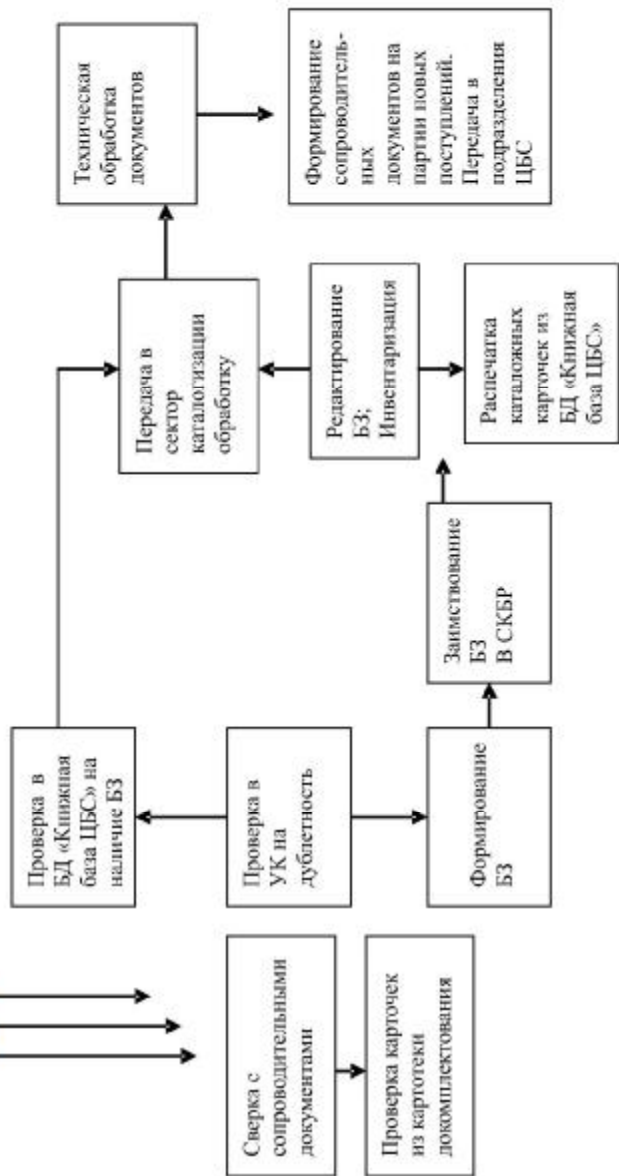 Сверка с
сопроводительными
документами
Проверка карточек
из картотеки
докомплектования
Проверка в
БД «Книжная
база ЦБС» на
наличие БЗ
Проверка в
УК на
дублетность
Формирование
БЗ
Заимствование
БЗ
В СКБР
Передача в
сектор
каталогизации
обработку
Редактирование
БЗ;
Инвентаризация
Распечатка
каталожных
карточек из
БД «Книжная
база ЦБС»
Техническая
обработка
документов
Формирование
сопроводитель-
ных
документов на
партии новых
поступлений.
Передача в
подразделения
ЦБС